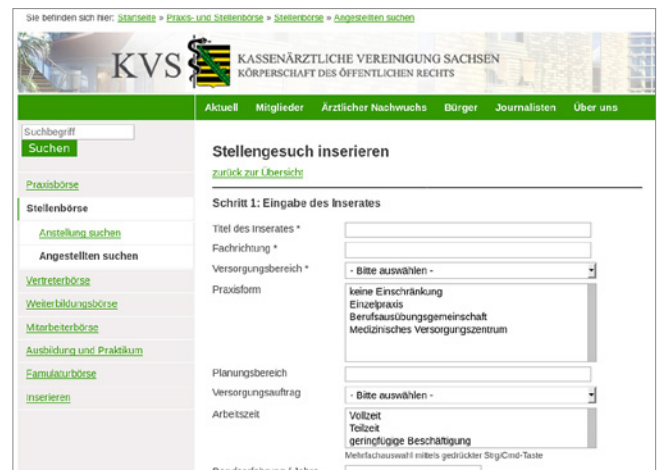 Sie befinden sich hier: Startseite » Praxis- und Stellenbörse » Stellenbörse » Angestellten suchen
KVS
KASSENÄRZTLICHE VEREINIGUNG SACHSEN
KÖRPERSCHAFT DES ÖFFENTLICHEN RECHTS
Aktuell Mitglieder Ärztlicher Nachwuchs Bürger Journalisten Über uns
Suchbegriff
Suchen
Praxisbörse
Stellenbörse
Anstellung suchen
Angestellten suchen
Vertreterbörse
Weiterbildungsbörse
Mitarbeiterbörse
Ausbildung und Praktikum
Famulaturbörse
Inserieren
Stellengesuch inserieren
zurück zur Übersicht
Schritt 1: Eingabe des Inserates
Titel des Inserates *
Fachrichtung *
Versorgungsbereich * - Bitte auswählen -
Praxisform
keine Einschränkung
Einzelpraxis
Berufsausübungsgemeinschaft
Medizinisches Versorgungszentrum
Planungsbereich
Versorgungsauftrag - Bitte auswählen -
Arbeitszeit
Vollzeit
Teilzeit
geringfügige Beschäftigung
Mehrfachauswahl mittels gedrückter Strg/Cmd-Taste